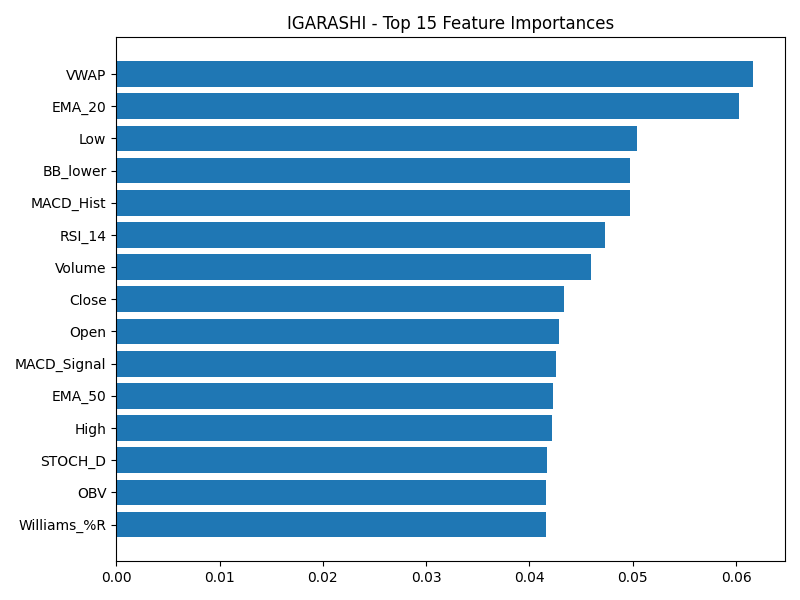 IGARASHI - Top 15 Feature Importances
VWAP
EMA_20
Low
BB_lower
MACD_Hist
RSI_14
Volume
Close
Open
MACD_Signal
EMA_50
High
STOCH_D
OBV
Williams_%R
0.00 0.01 0.02 0.03 0.04 0.05 0.06